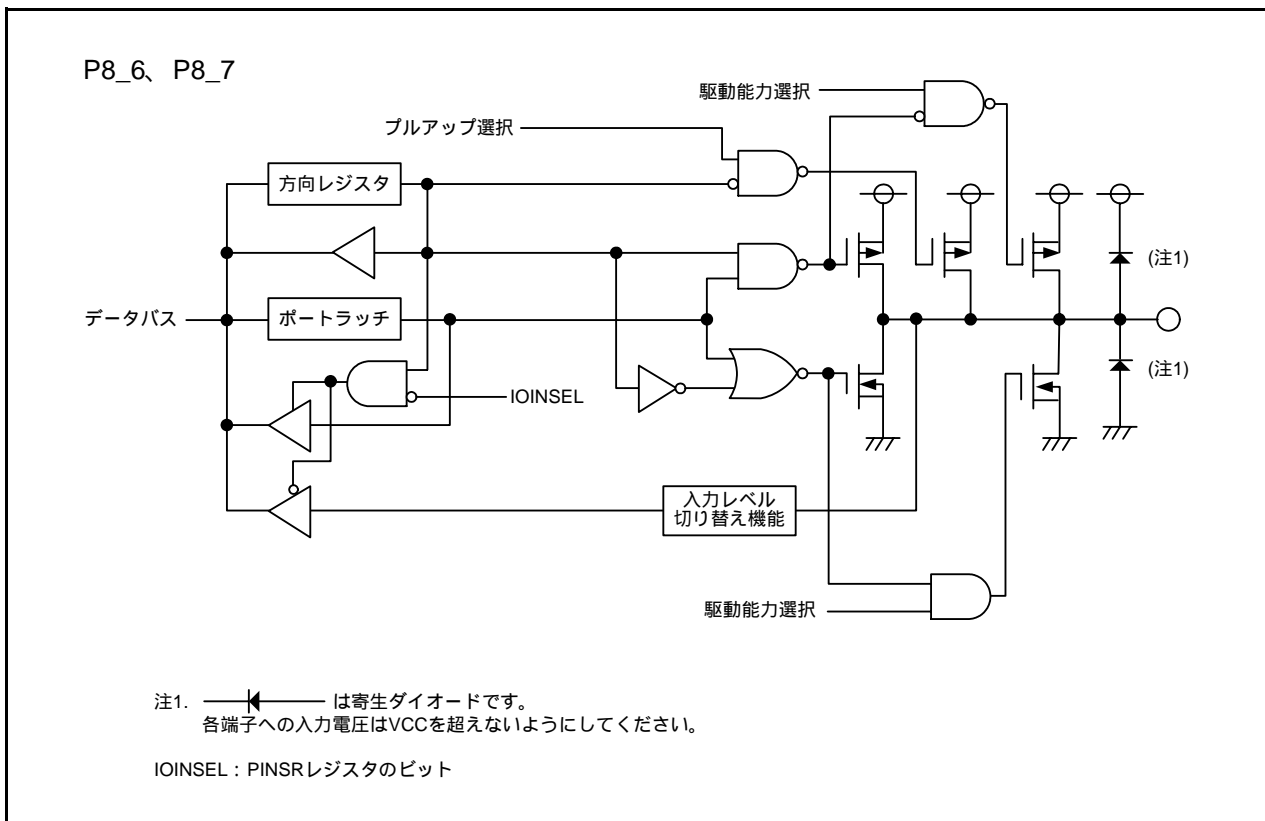 P8_6、P8_7
駆動能力選択
プルアップ選択
方向レジスタ
(注1)
データバス
ポートラッチ
(注1)
IOINSEL
入力レベル
切り替え機能
駆動能力選択
注1. は寄生ダイオードです。
各端子への入力電圧はVCCを超えないようにしてください。
IOINSEL：PINSRレジスタのビット